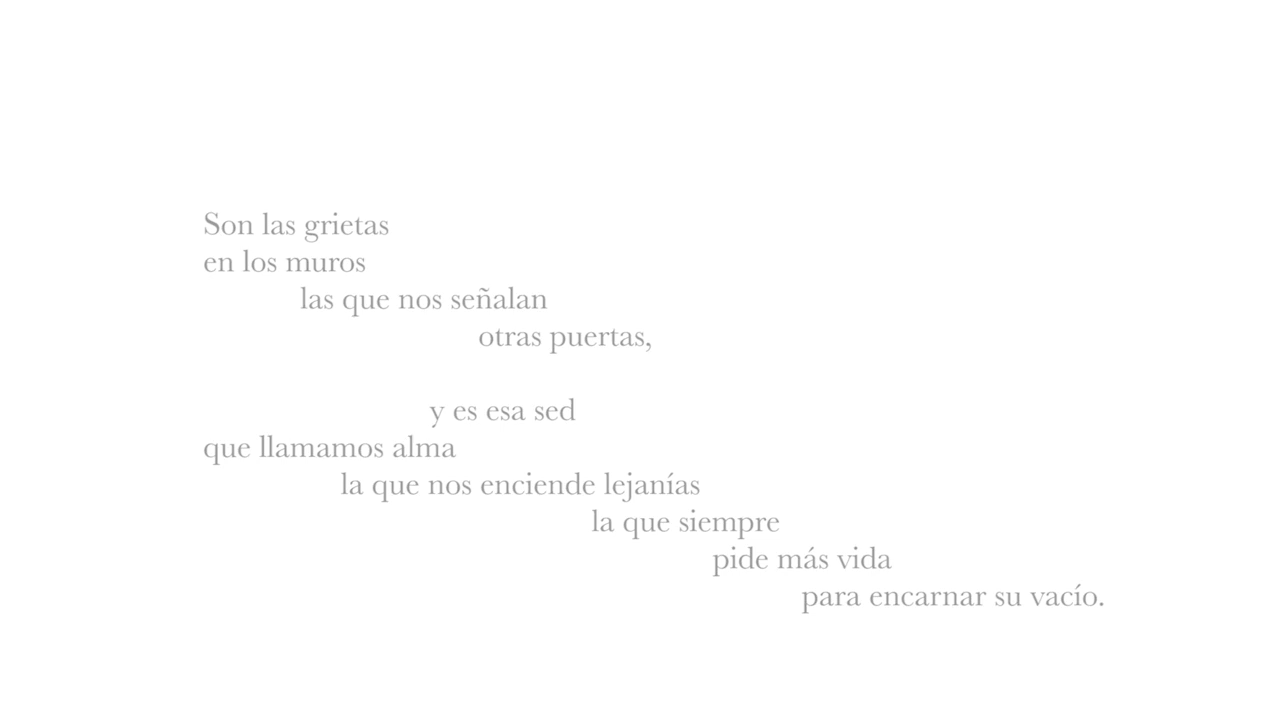 Son las grietas
en los muros
las que nos señalan
otras puertas,
y es esa sed
que llamamos alma
la que nos enciende lejanías
la que siempre
pide más vida
para encarnar su vacío.